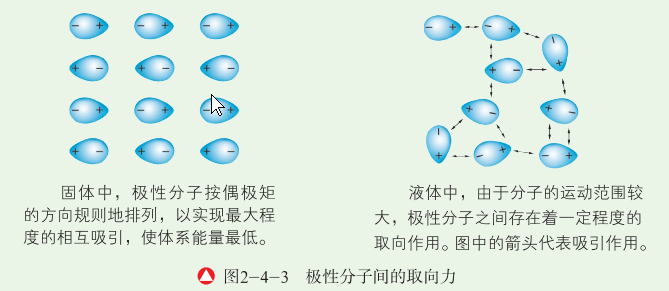 固体中，极性分子按偶极矩
的方向规则地排列，以实现最大程
度的相互吸引，使体系能量最低。
液体中，由于分子的运动范围较
大，极性分子之间存在着一定程度的
取向作用。图中的箭头代表吸引作用。
图2-4-3 极性分子间的取向力